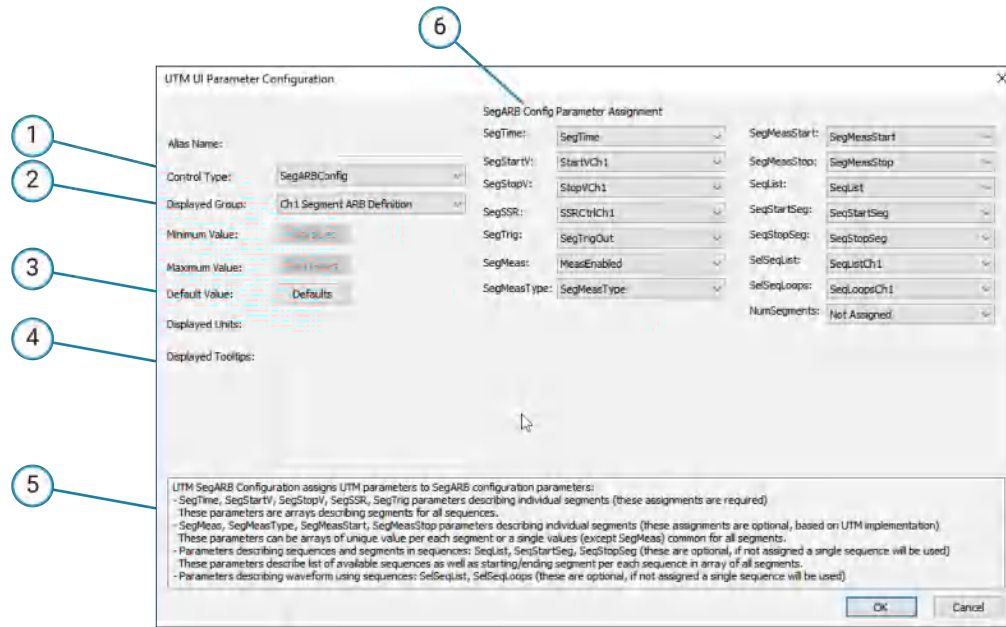 6
UTM UI Parameter Configuration
SegARB Config Parameter Assignment
1
Alias Name:
Control Type: SegARBConfig
2
Displayed Group: Ch1 Segment ARB Definition
Minimum Value:
Maximum Value:
3
Default Value: Defaults
Displayed Units:
4
Displayed Tooltips:
SegTime: SegTime
SegStartV: StartVCh1
SegStopV: StopVCh1
SegSSR: SSRCtrlCh1
SegTrig: SegTrigOut
SegMeas: MeasEnabled
SegMeasType: SegMeasType
SegMeasStart: SegMeasStart
SegMeasStop: SegMeasStop
SeqList: SeqList
SeqStartSeg: SeqStartSeg
SeqStopSeg: SeqStopSeg
SelSeqList: SeqListCh1
SelSeqLoops: SeqLoopsCh1
NumSegments: Not Assigned
5
UTM SegARB Configuration assigns UTM parameters to SegARB configuration parameters:
- SegTime, SegStartV, SegStopV, SegSSR, SegTrig parameters describing individual segments (these assignments are required)
These parameters are arrays describing segments for all sequences.
- SegMeas, SegMeasType, SegMeasStart, SegMeasStop parameters describing individual segments (these assignments are optional, based on UTM implementation)
These parameters can be arrays of unique value per each segment or a single values (except SegMeas) common for all segments.
- Parameters describing sequences and segments in sequences: SeqList, SeqStartSeg, SeqStopSeg (these are optional, if not assigned a single sequence will be used)
These parameters describe list of available sequences as well as starting/ending segment per each sequence in array of all segments.
- Parameters describing waveform using sequences: SelSeqList, SelSeqLoops (these are optional, if not assigned a single sequence will be used)
OK Cancel